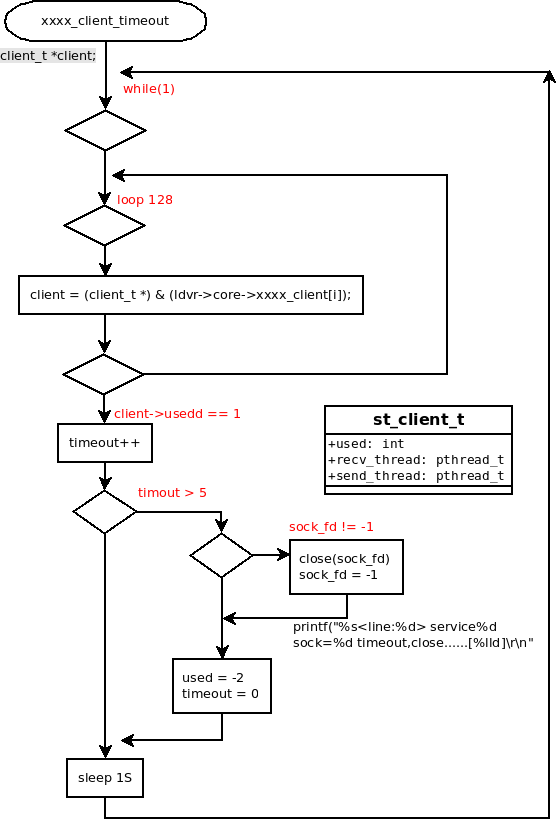 xxxx_client_timeout
client_t *client;
while(1)
loop 128
client = (client_t *) & (ldvr->core->xxxx_client[i]);
client->usedd == 1
timeout++
st_client_t
+used: int
+recv_thread: pthread_t
+send_thread: pthread_t
timout > 5
sock_fd != -1
close(sock_fd)
sock_fd = -1
printf("%s<line:%d> service%d
sock=%d timeout,close......[%lld]\r\n"
used = -2
timeout = 0
sleep 1S